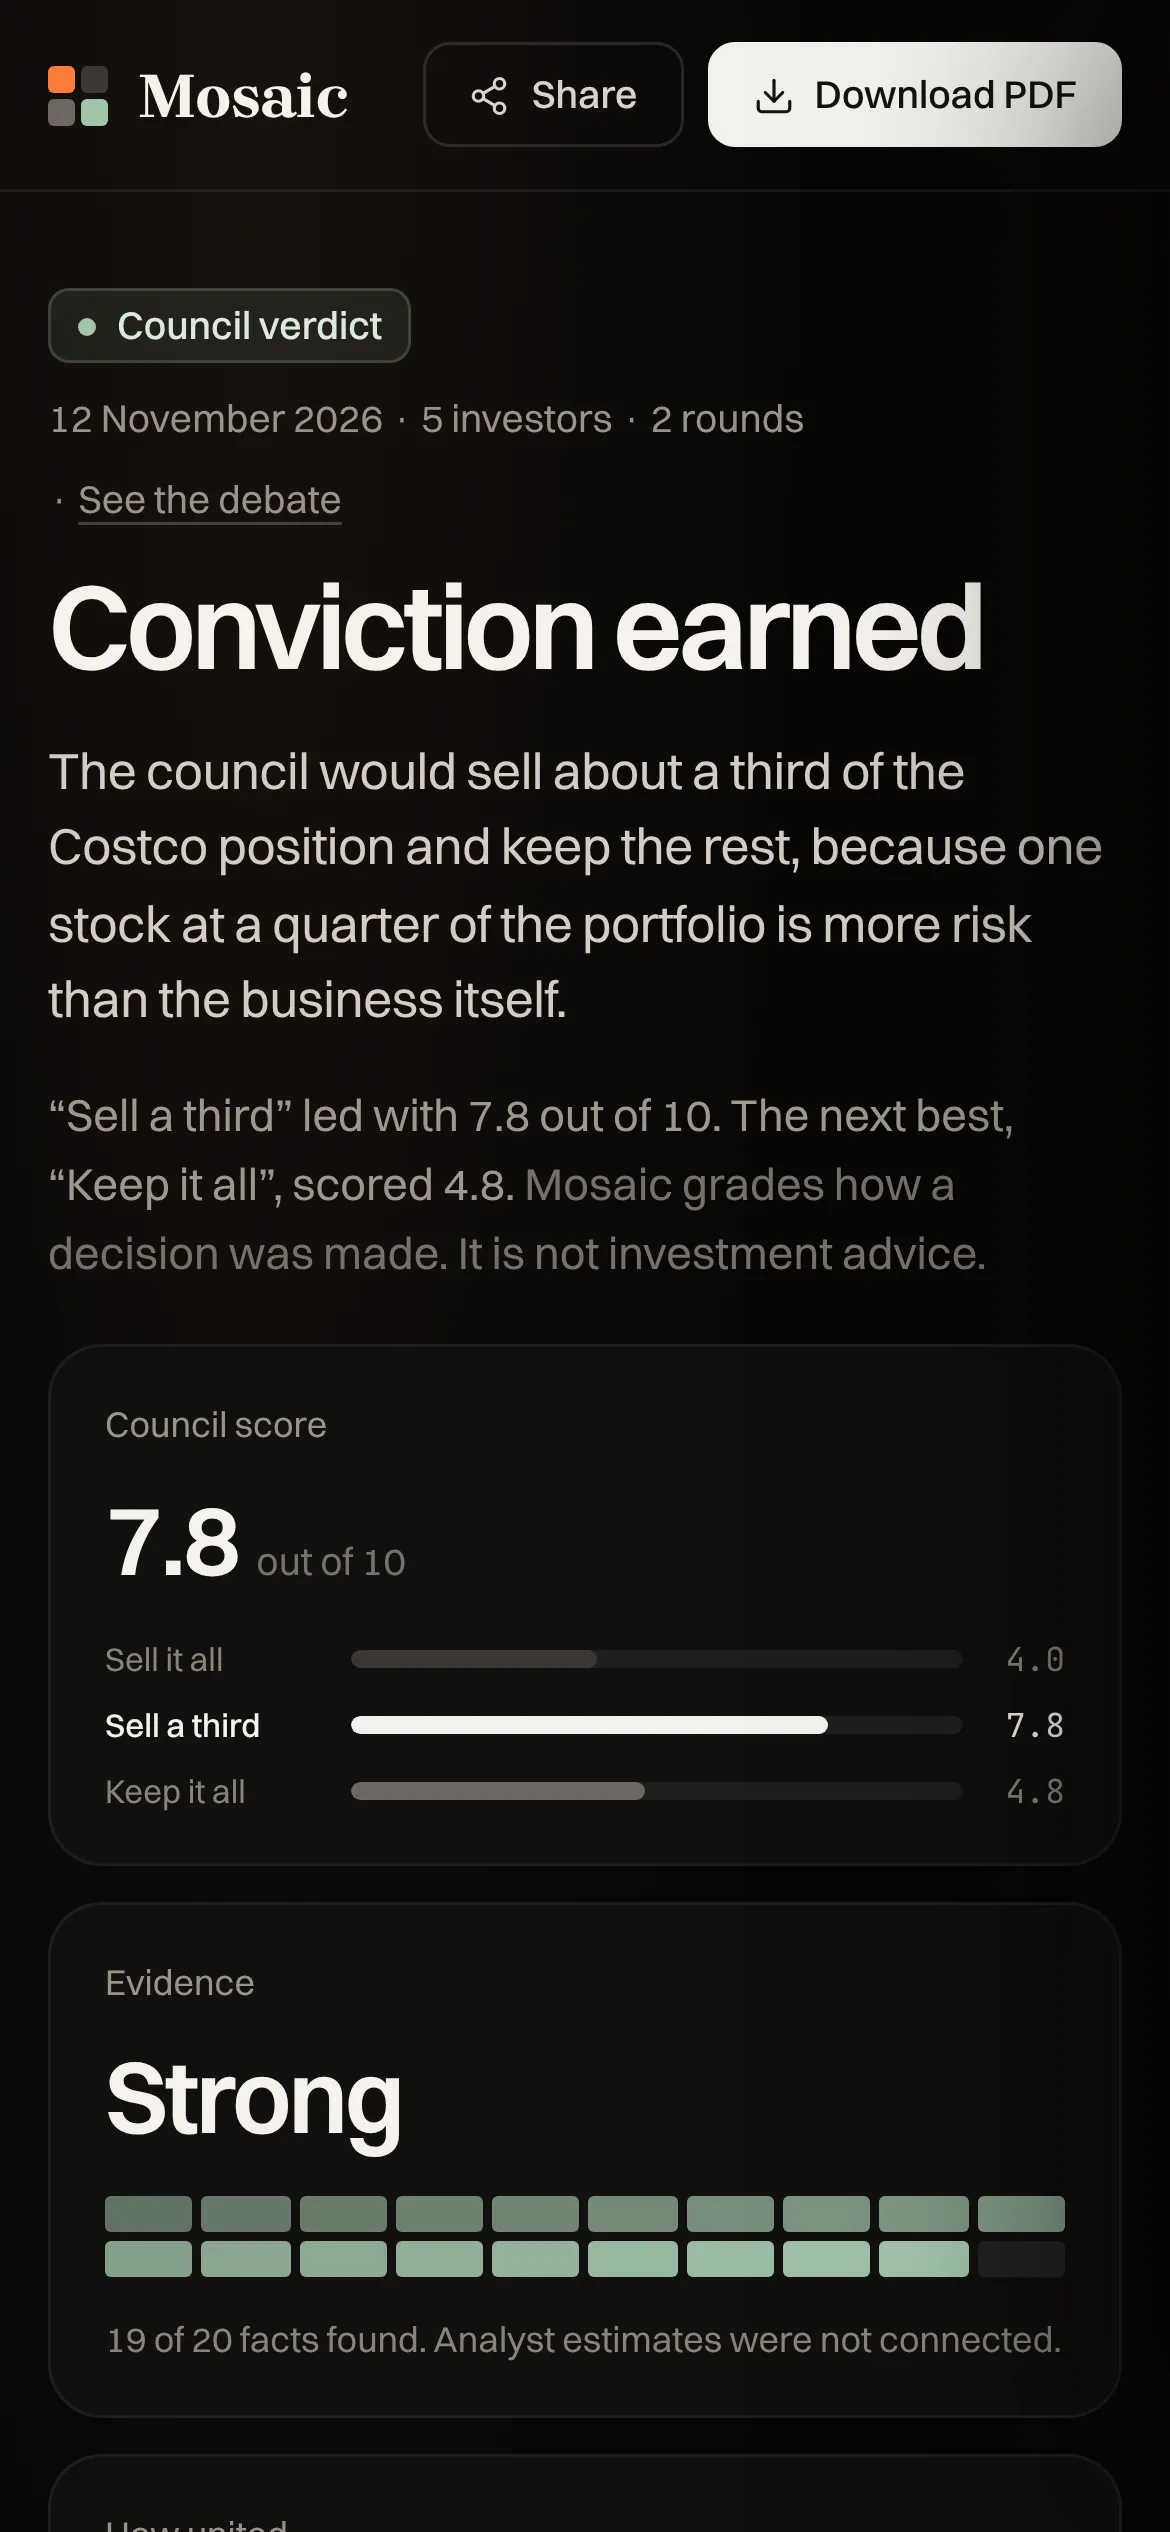 Mosaic
Share
Download PDF
Council verdict
12 November 2026 · 5 investors · 2 rounds
· See the debate
Conviction earned
The council would sell about a third of the
Costco position and keep the rest, because one
stock at a quarter of the portfolio is more risk
than the business itself.
“Sell a third” led with 7.8 out of 10. The next best,
“Keep it all”, scored 4.8. Mosaic grades how a
decision was made. It is not investment advice.
Council score
7.8 out of 10
Sell it all 4.0
Sell a third 7.8
Keep it all 4.8
Evidence
Strong
19 of 20 facts found. Analyst estimates were not connected.
How united